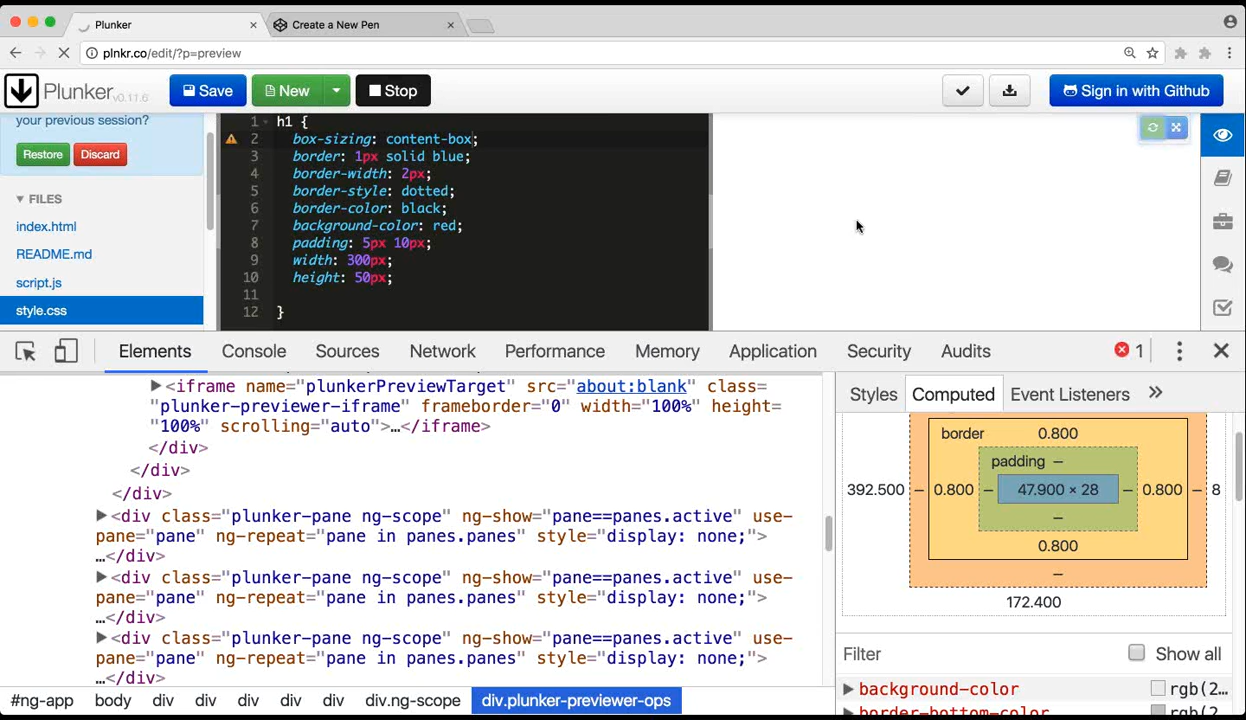 Plunker
Create a New Pen
plnkr.co/edit/?p=preview
Plunker v0.11.6
Save
New
Stop
Sign in with Github
your previous session?
Restore
Discard
FILES
index.html
README.md
script.js
style.css
1 h1 {
2 box-sizing: content-box;
3 border: 1px solid blue;
4 border-width: 2px;
5 border-style: dotted;
6 border-color: black;
7 background-color: red;
8 padding: 5px 10px;
9 width: 300px;
10 height: 50px;
11
12 }
Elements Console Sources Network Performance Memory Application Security Audits 1
<iframe name="plunkerPreviewTarget" src="about:blank" class=
"plunker-previewer-iframe" frameborder="0" width="100%" height=
"100%" scrolling="auto">…</iframe>
</div>
</div>
</div>
<div class="plunker-pane ng-scope" ng-show="pane==panes.active" use-
pane="pane" ng-repeat="pane in panes.panes" style="display: none;">
…</div>
<div class="plunker-pane ng-scope" ng-show="pane==panes.active" use-
pane="pane" ng-repeat="pane in panes.panes" style="display: none;">
…</div>
<div class="plunker-pane ng-scope" ng-show="pane==panes.active" use-
pane="pane" ng-repeat="pane in panes.panes" style="display: none;">
…</div>
#ng-app body div div div div div div.ng-scope div.plunker-previewer-ops
Styles Computed Event Listeners »
border 0.800
padding –
392.500 – 0.800 – 47.900 × 28 – 0.800 – 8
–
0.800
–
172.400
Filter
Show all
background-color rgb(2…
border-bottom-color rgb(2…